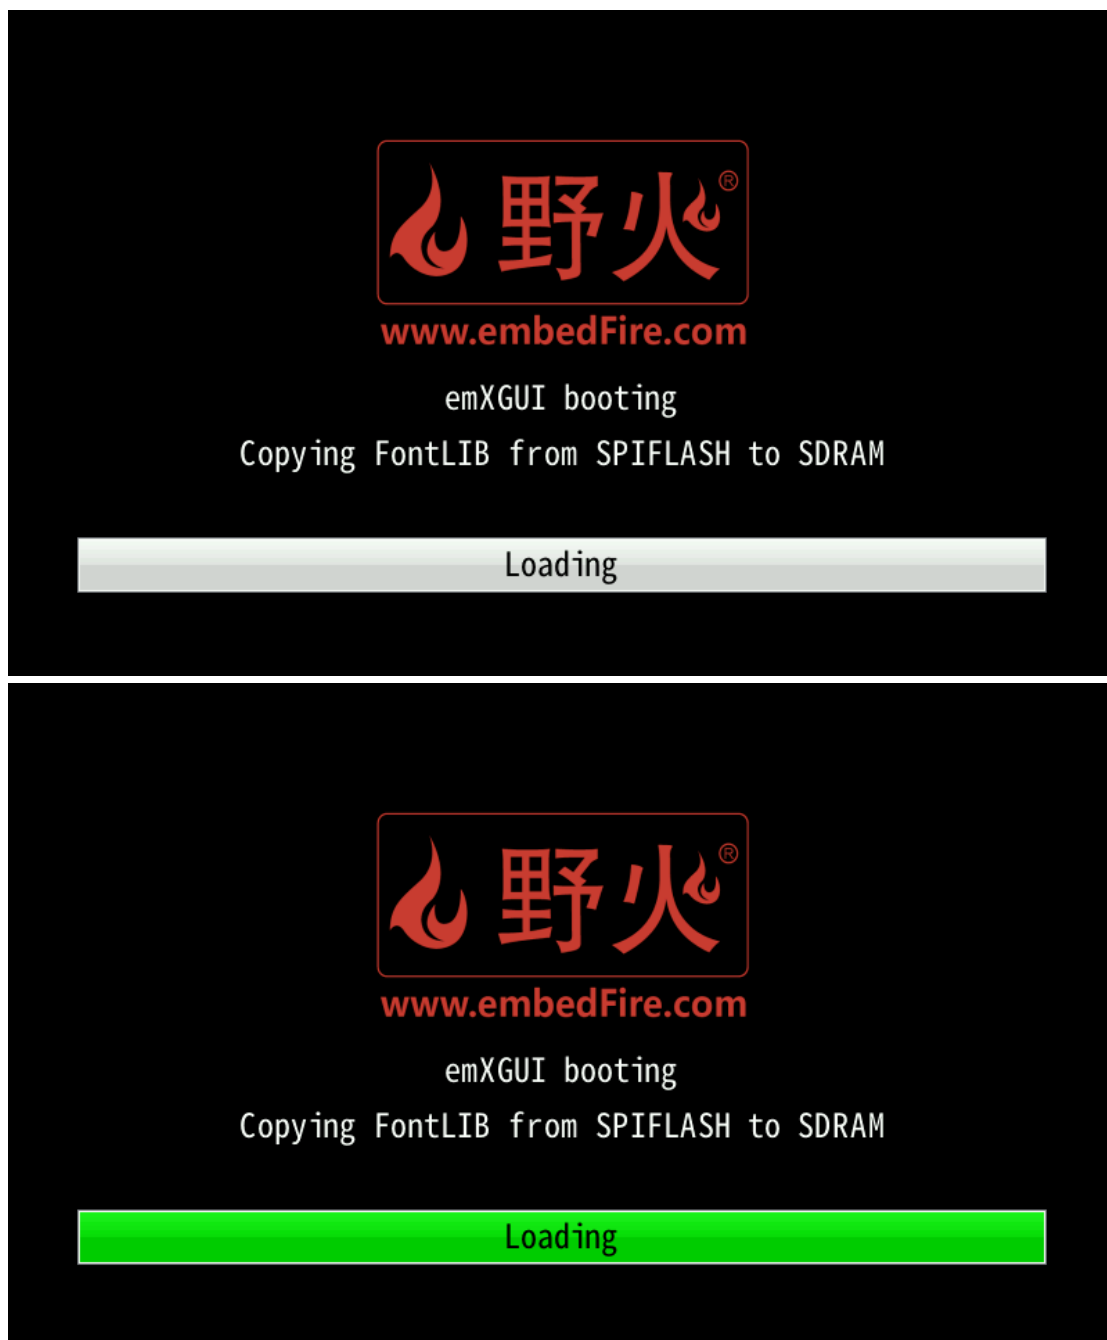 野火®
www.embedFire.com
emXGUI booting
Copying FontLIB from SPIFLASH to SDRAM
Loading
野火®
www.embedFire.com
emXGUI booting
Copying FontLIB from SPIFLASH to SDRAM
Loading